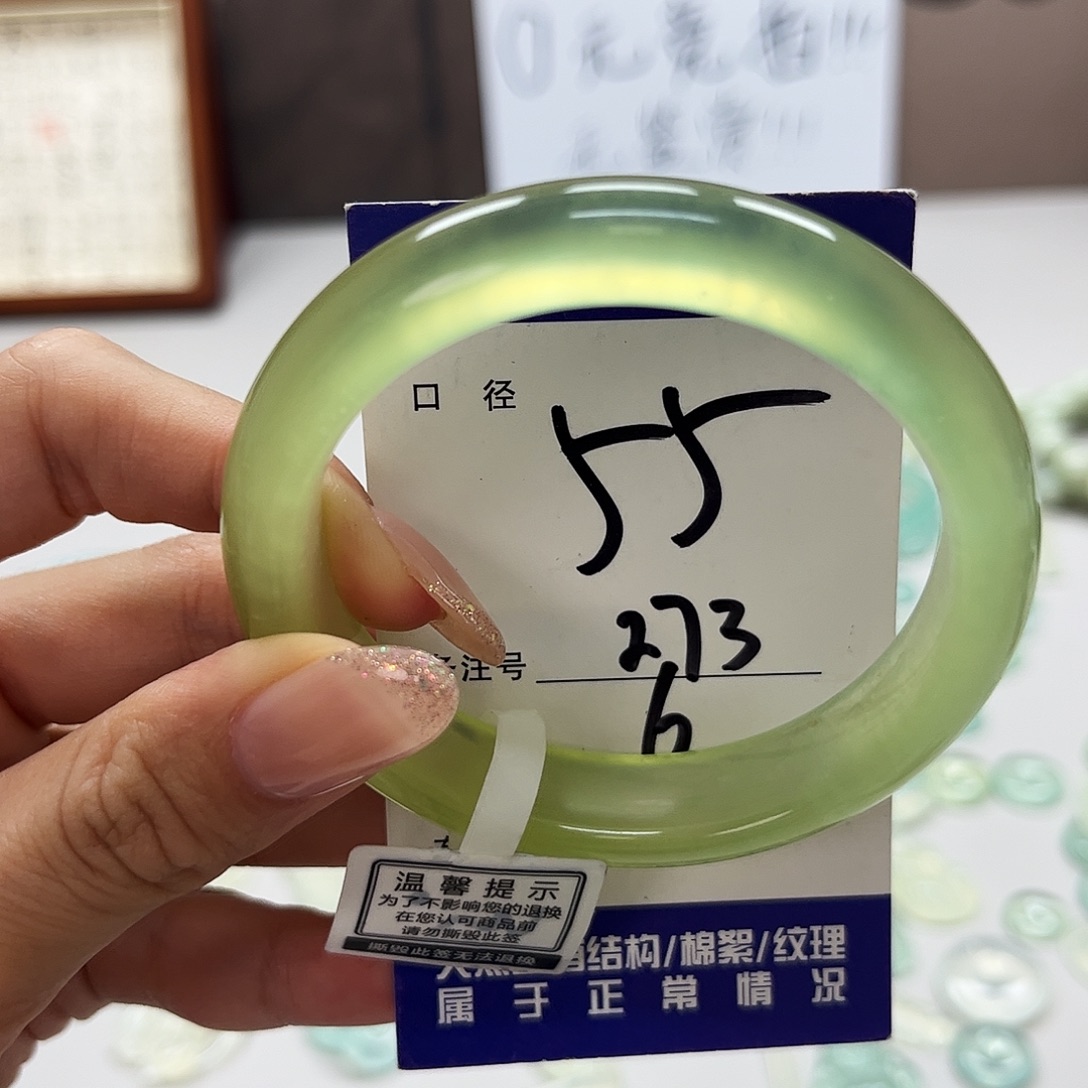 口 径
55
注号
273
6
温馨提示
为了不影响您的退换
在您认可商品前
请勿撕毁此签
撕毁此签无法退换
结构/棉絮/纹理
属于正常情况